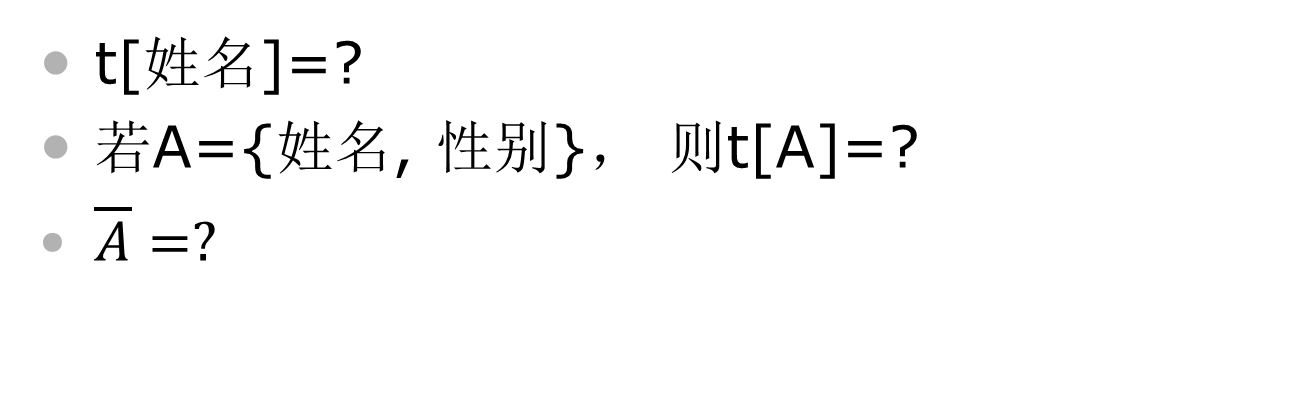 • t[姓名]=?
• 若A={姓名, 性别}， 则t[A]=?
• A̅ =?